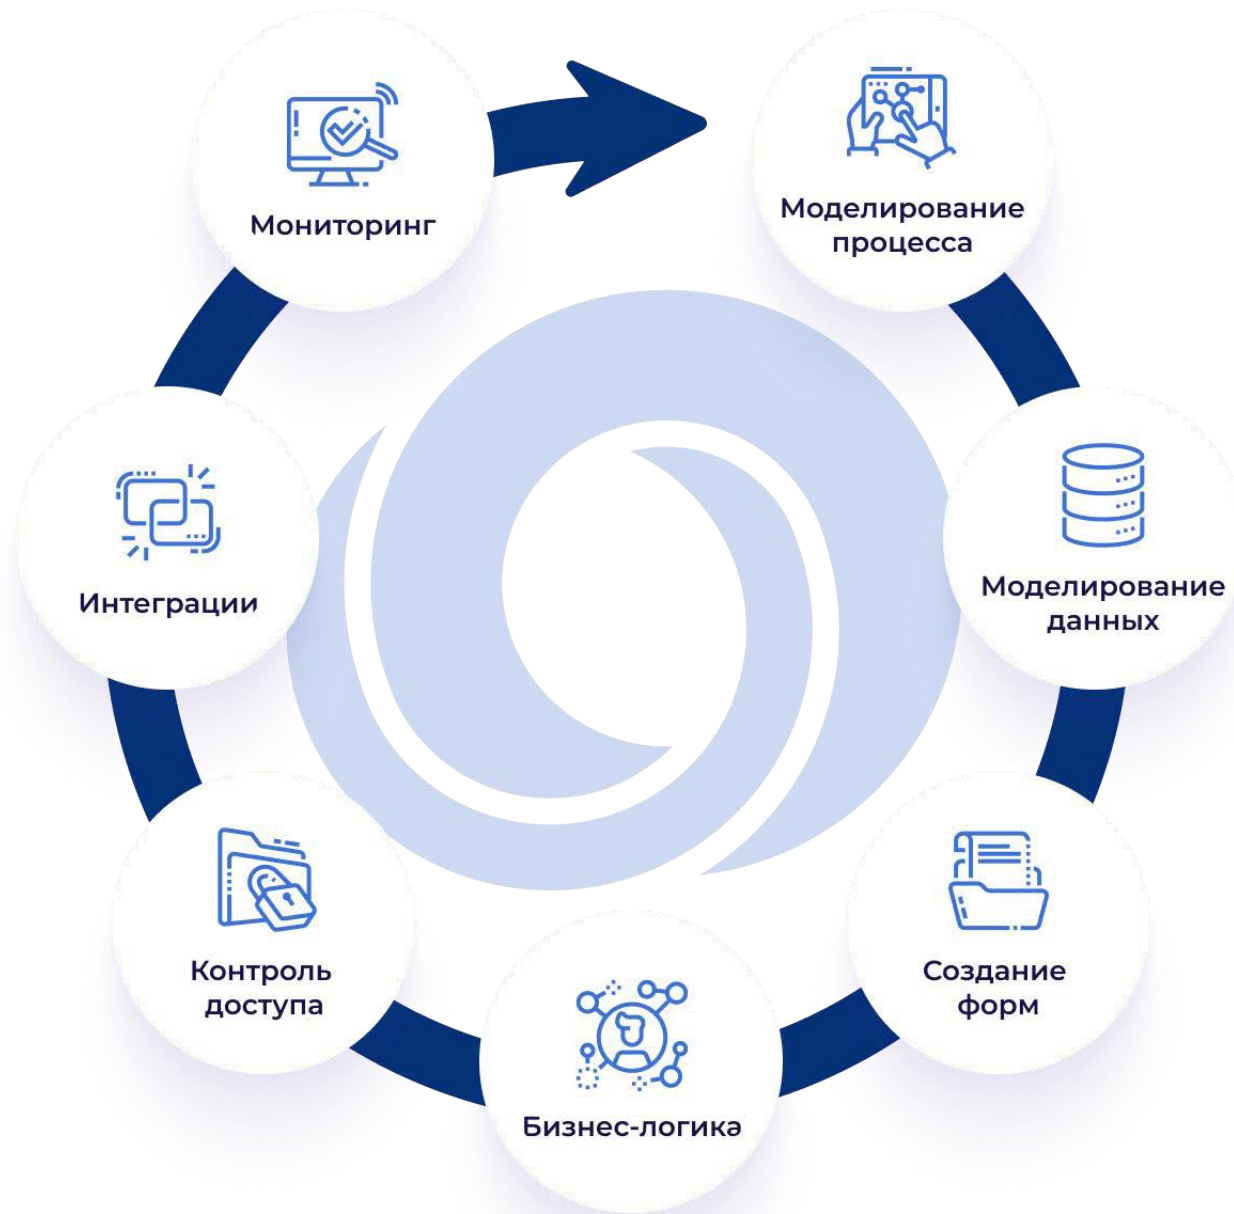 Мониторинг
Моделирование
процесса
Моделирование
данных
Создание
форм
Бизнес-логика
Контроль
доступа
Интеграции